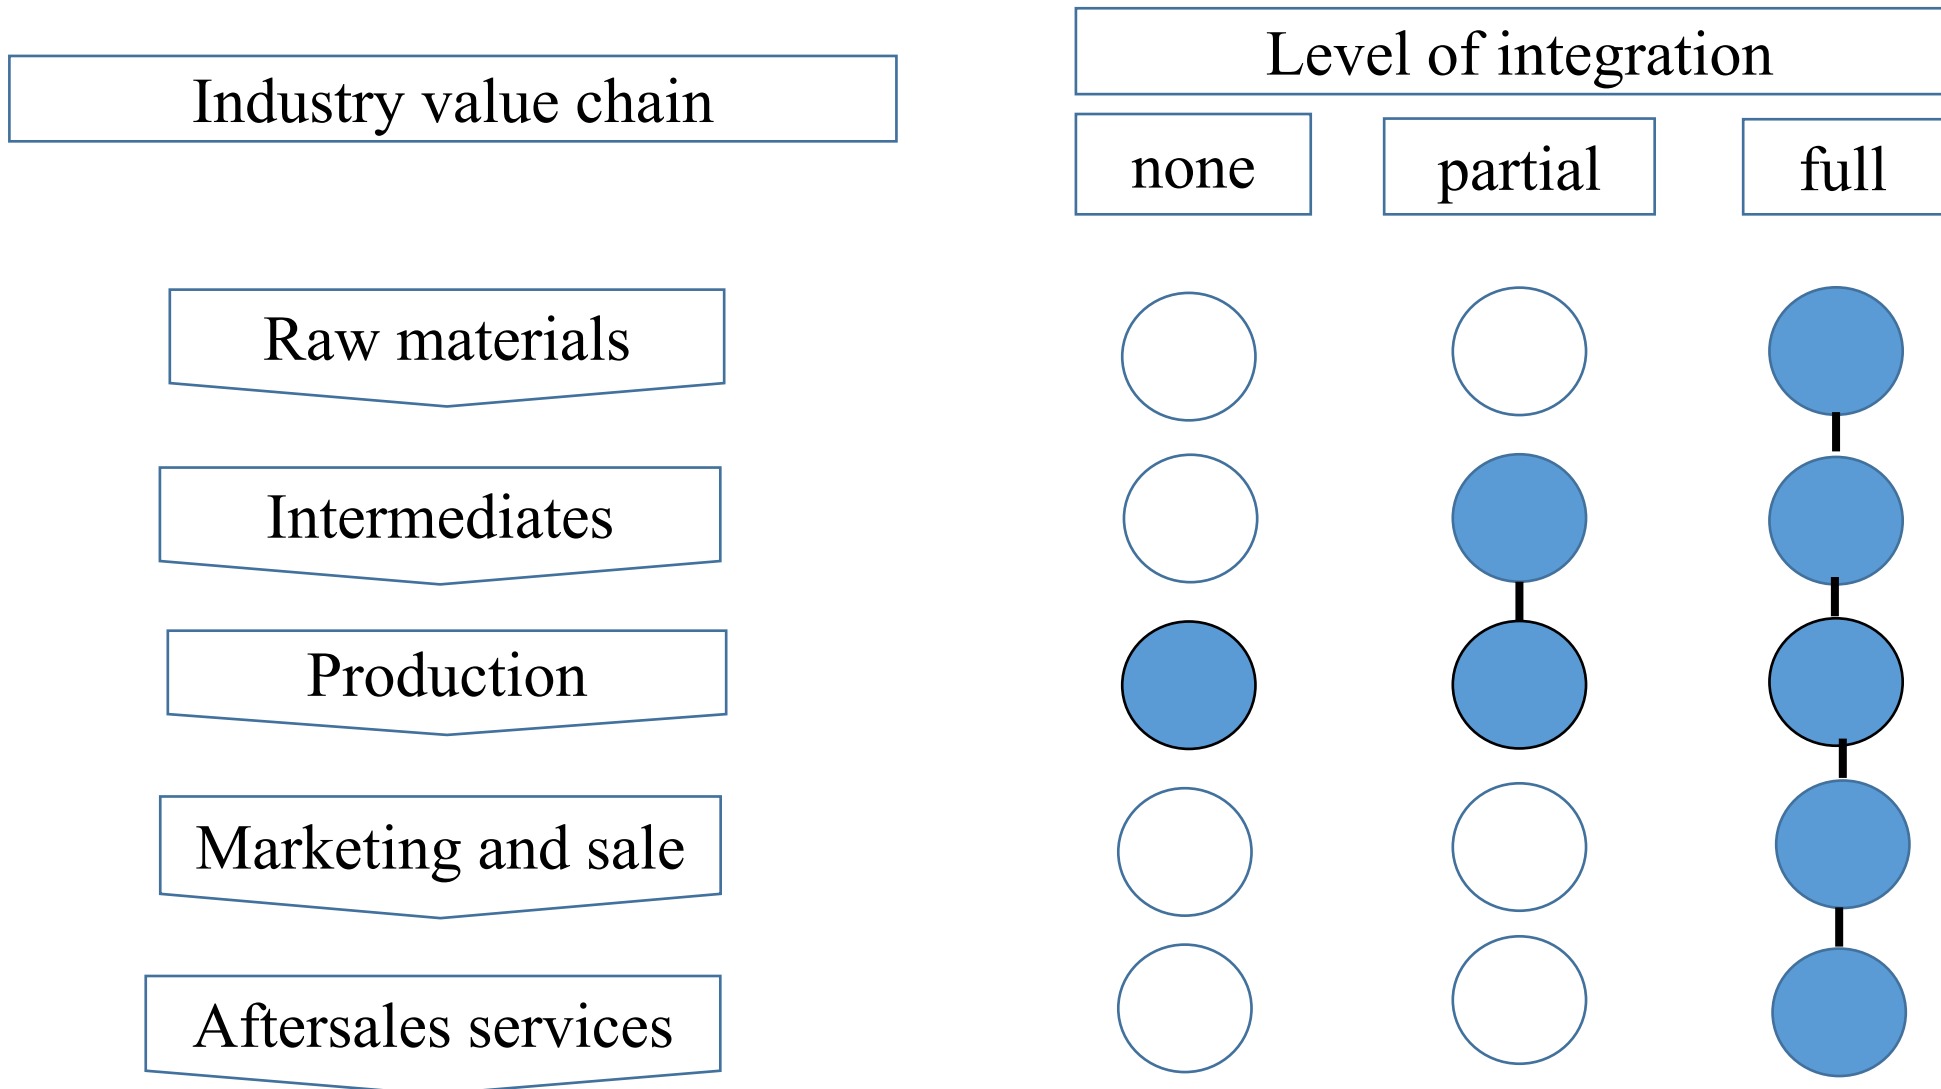 Industry value chain
Level of integration
none
partial
full
Raw materials
Intermediates
Production
Marketing and sale
Aftersales services